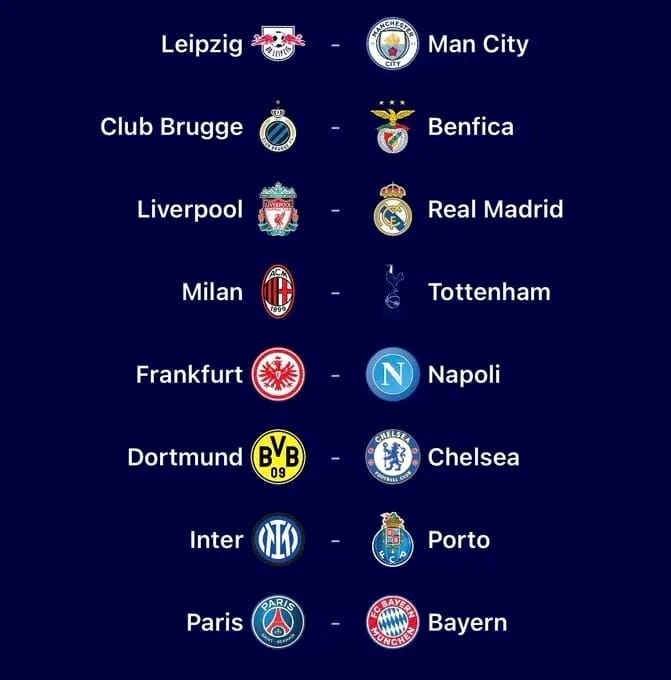 Leipzig - Man City
Club Brugge - Benfica
Liverpool - Real Madrid
Milan - Tottenham
Frankfurt - Napoli
Dortmund - Chelsea
Inter - Porto
Paris - Bayern